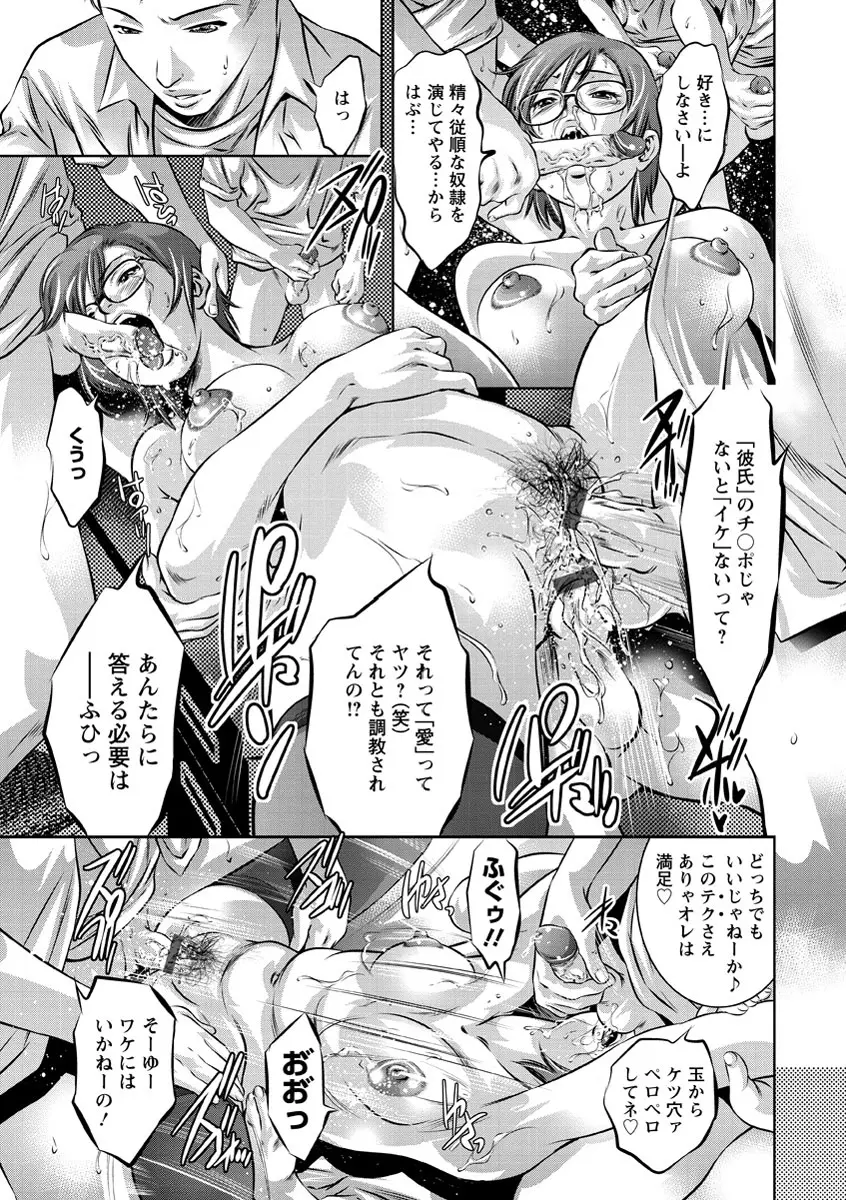 好き…に
しなさい──よ
精々従順な奴隷を
演じてやる…から
はぶ…
はっ
くうっ
「彼氏」のチ○ポじゃ
ないと「イケ」ないって?
それって「愛」って
ヤツ?(笑)
それとも調教され
てんの!?
あんたらに
答える必要は
──ふひっ
どっちでも
いいじゃねーか♪
このテクさえ
ありゃオレは
満足♡
ふぐぅ!!
玉から
ケツ穴ァ
ペロペロ
してネ♡
お゛お゛っ
そーゆー
ワケには
いかねーの!